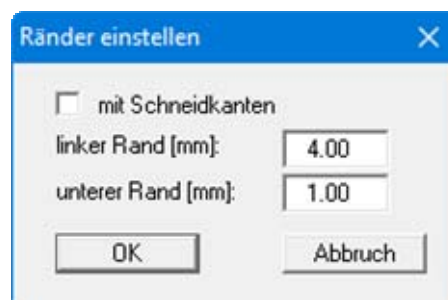 Ränder einstellen
mit Schneidkanten
linker Rand [mm]: 4.00
unterer Rand [mm]: 1.00
OK Abbruch